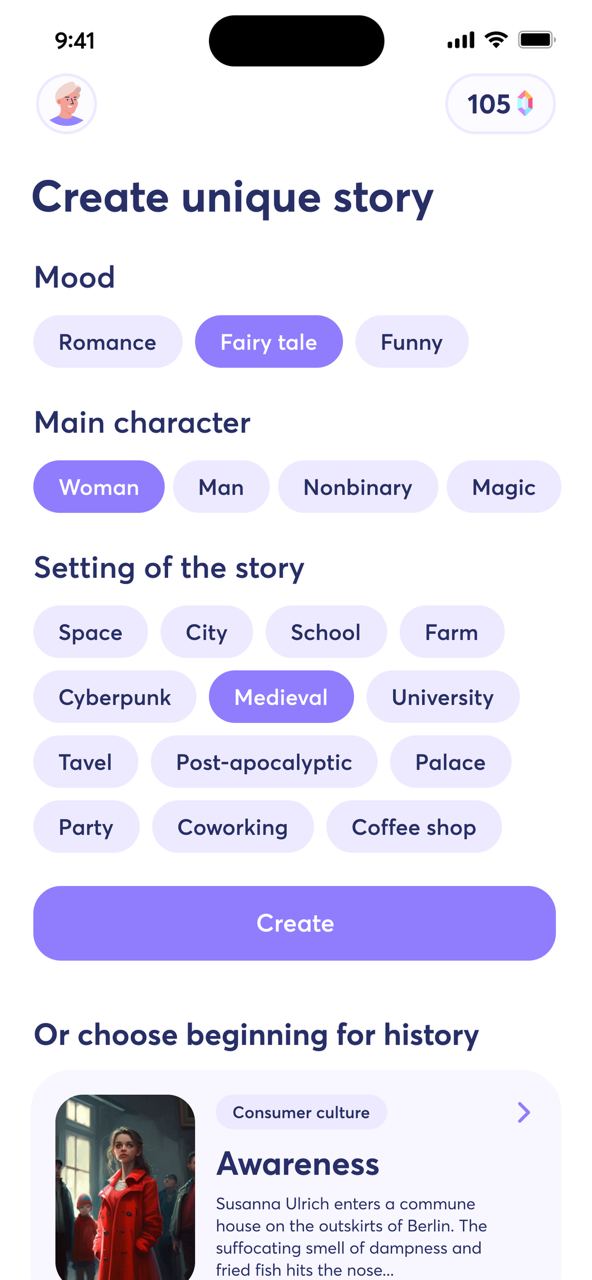 9:41
105
Create unique story
Mood
Romance Fairy tale Funny
Main character
Woman Man Nonbinary Magic
Setting of the story
Space City School Farm
Cyberpunk Medieval University
Tavel Post-apocalyptic Palace
Party Coworking Coffee shop
Create
Or choose beginning for history
Consumer culture
Awareness
Susanna Ulrich enters a commune
house on the outskirts of Berlin. The
suffocating smell of dampness and
fried fish hits the nose...